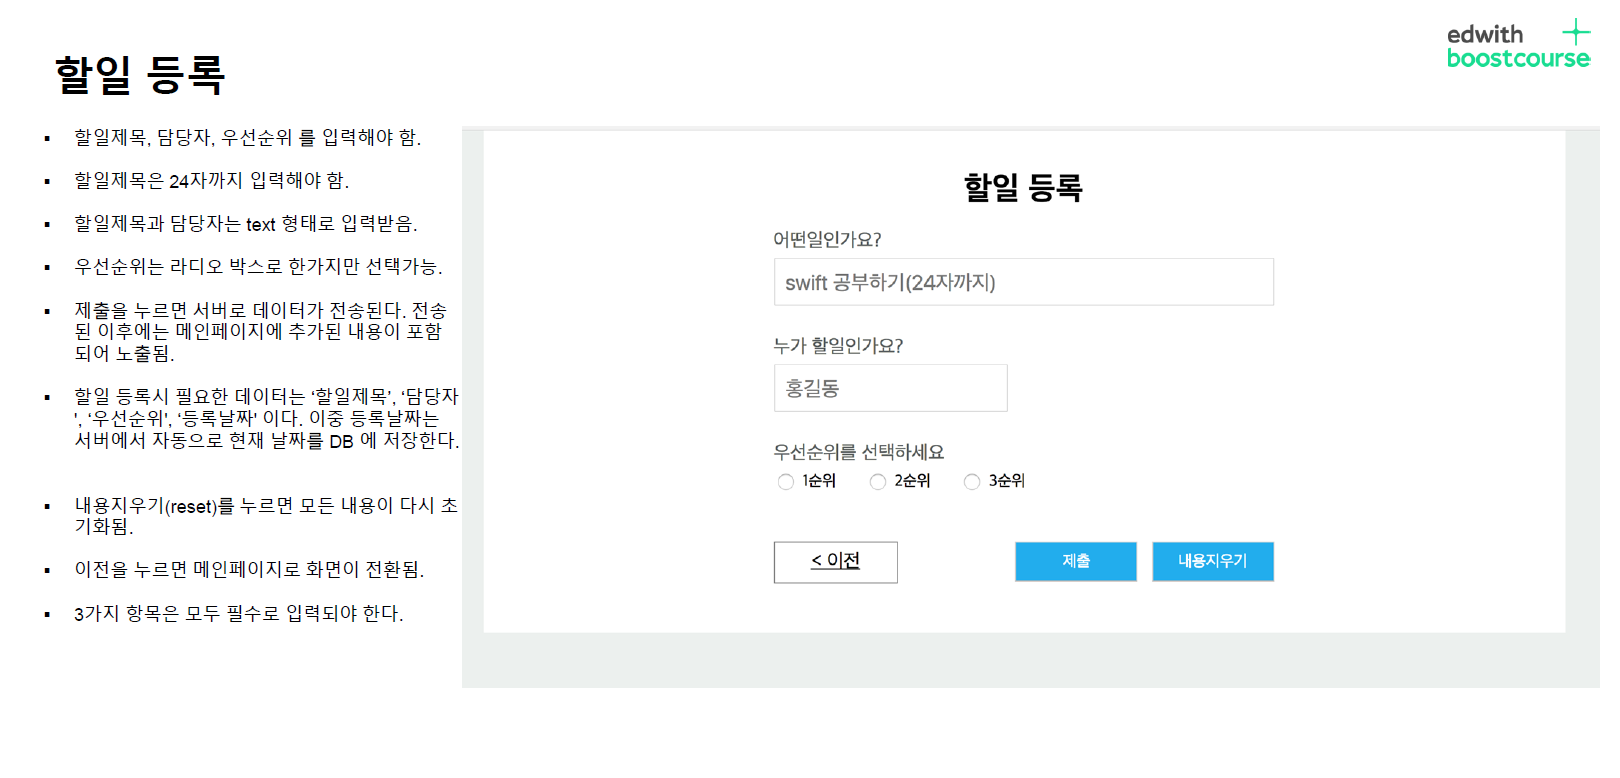 edwith
boostcourse
할일 등록
▪ 할일제목, 담당자, 우선순위 를 입력해야 함.
▪ 할일제목은 24자까지 입력해야 함.
▪ 할일제목과 담당자는 text 형태로 입력받음.
▪ 우선순위는 라디오 박스로 한가지만 선택가능.
▪ 제출을 누르면 서버로 데이터가 전송된다. 전송
된 이후에는 메인페이지에 추가된 내용이 포함
되어 노출됨.
▪ 할일 등록시 필요한 데이터는 ‘할일제목’, ‘담당자
', ‘우선순위', ‘등록날짜' 이다. 이중 등록날짜는
서버에서 자동으로 현재 날짜를 DB 에 저장한다.
▪ 내용지우기(reset)를 누르면 모든 내용이 다시 초
기화됨.
▪ 이전을 누르면 메인페이지로 화면이 전환됨.
▪ 3가지 항목은 모두 필수로 입력되야 한다.
할일 등록
어떤일인가요?
swift 공부하기(24자까지)
누가 할일인가요?
홍길동
우선순위를 선택하세요
1순위 2순위 3순위
< 이전 제출 내용지우기